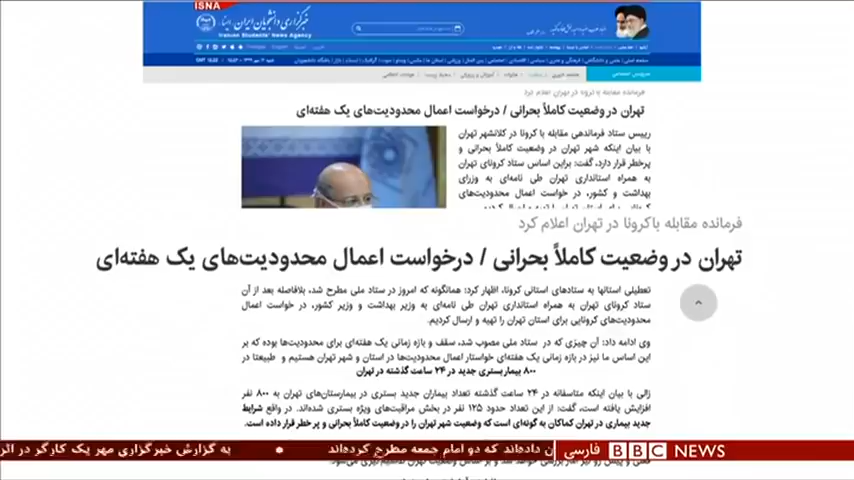 ISNA
خبرگزاری دانشجویان ایران، ایسنا
Iranian Students' News Agency
سرویس اجتماعی
فرمانده مقابله با کرونا در تهران اعلام کرد
تهران در وضعیت کاملاً بحرانی / درخواست اعمال محدودیت‌های یک هفته‌ای
رییس ستاد فرماندهی مقابله با کرونا در کلانشهر تهران
با بیان اینکه شهر تهران در وضعیت کاملاً بحرانی و
پرخطر قرار دارد، گفت: براین اساس ستاد کرونای تهران
به همراه استانداری تهران طی نامه‌ای به وزرای
بهداشت و کشور، در خواست اعمال محدودیت‌های
فرمانده مقابله باکرونا در تهران اعلام کرد
تهران در وضعیت کاملاً بحرانی / درخواست اعمال محدودیت‌های یک هفته‌ای
تعطیلی استانها به ستادهای استانی کرونا، اظهار کرد: همانگونه که امروز در ستاد ملی مطرح شد، بلافاصله بعد از آن
ستاد کرونای تهران به همراه استانداری تهران طی نامه‌ای به وزیر بهداشت و وزیر کشور، در خواست اعمال
محدودیت‌های کرونایی برای استان تهران را تهیه و ارسال کردیم.
وی ادامه داد: آن چیزی که در ستاد ملی مصوب شد، سقف و بازه زمانی یک هفته‌ای برای محدودیت‌ها بوده که بر
این اساس ما نیز در بازه زمانی یک هفته‌ای خواستار اعمال محدودیت‌ها در استان و شهر تهران هستیم و طبیعتا در
۸۰۰ بیمار بستری جدید در ۲۴ ساعت گذشته در تهران
زالی با بیان اینکه متاسفانه در ۲۴ ساعت گذشته تعداد بیماران جدید بستری در بیمارستان‌های تهران به ۸۰۰ نفر
افزایش یافته است، گفت: از این تعداد حدود ۱۲۵ نفر در بخش مراقبت‌های ویژه بستری شده‌اند. در واقع شرایط
جدید بیماری در تهران کماکان به گونه‌ای است که وضعیت شهر تهران را در وضعیت کاملاً بحرانی و پر خطر قرار داده است.
BBC NEWS فارسی
ان داده‌اند که دو امام جمعه مطرح کرده‌اند
به گزارش خبرگزاری مهر یک کارگر در اثر